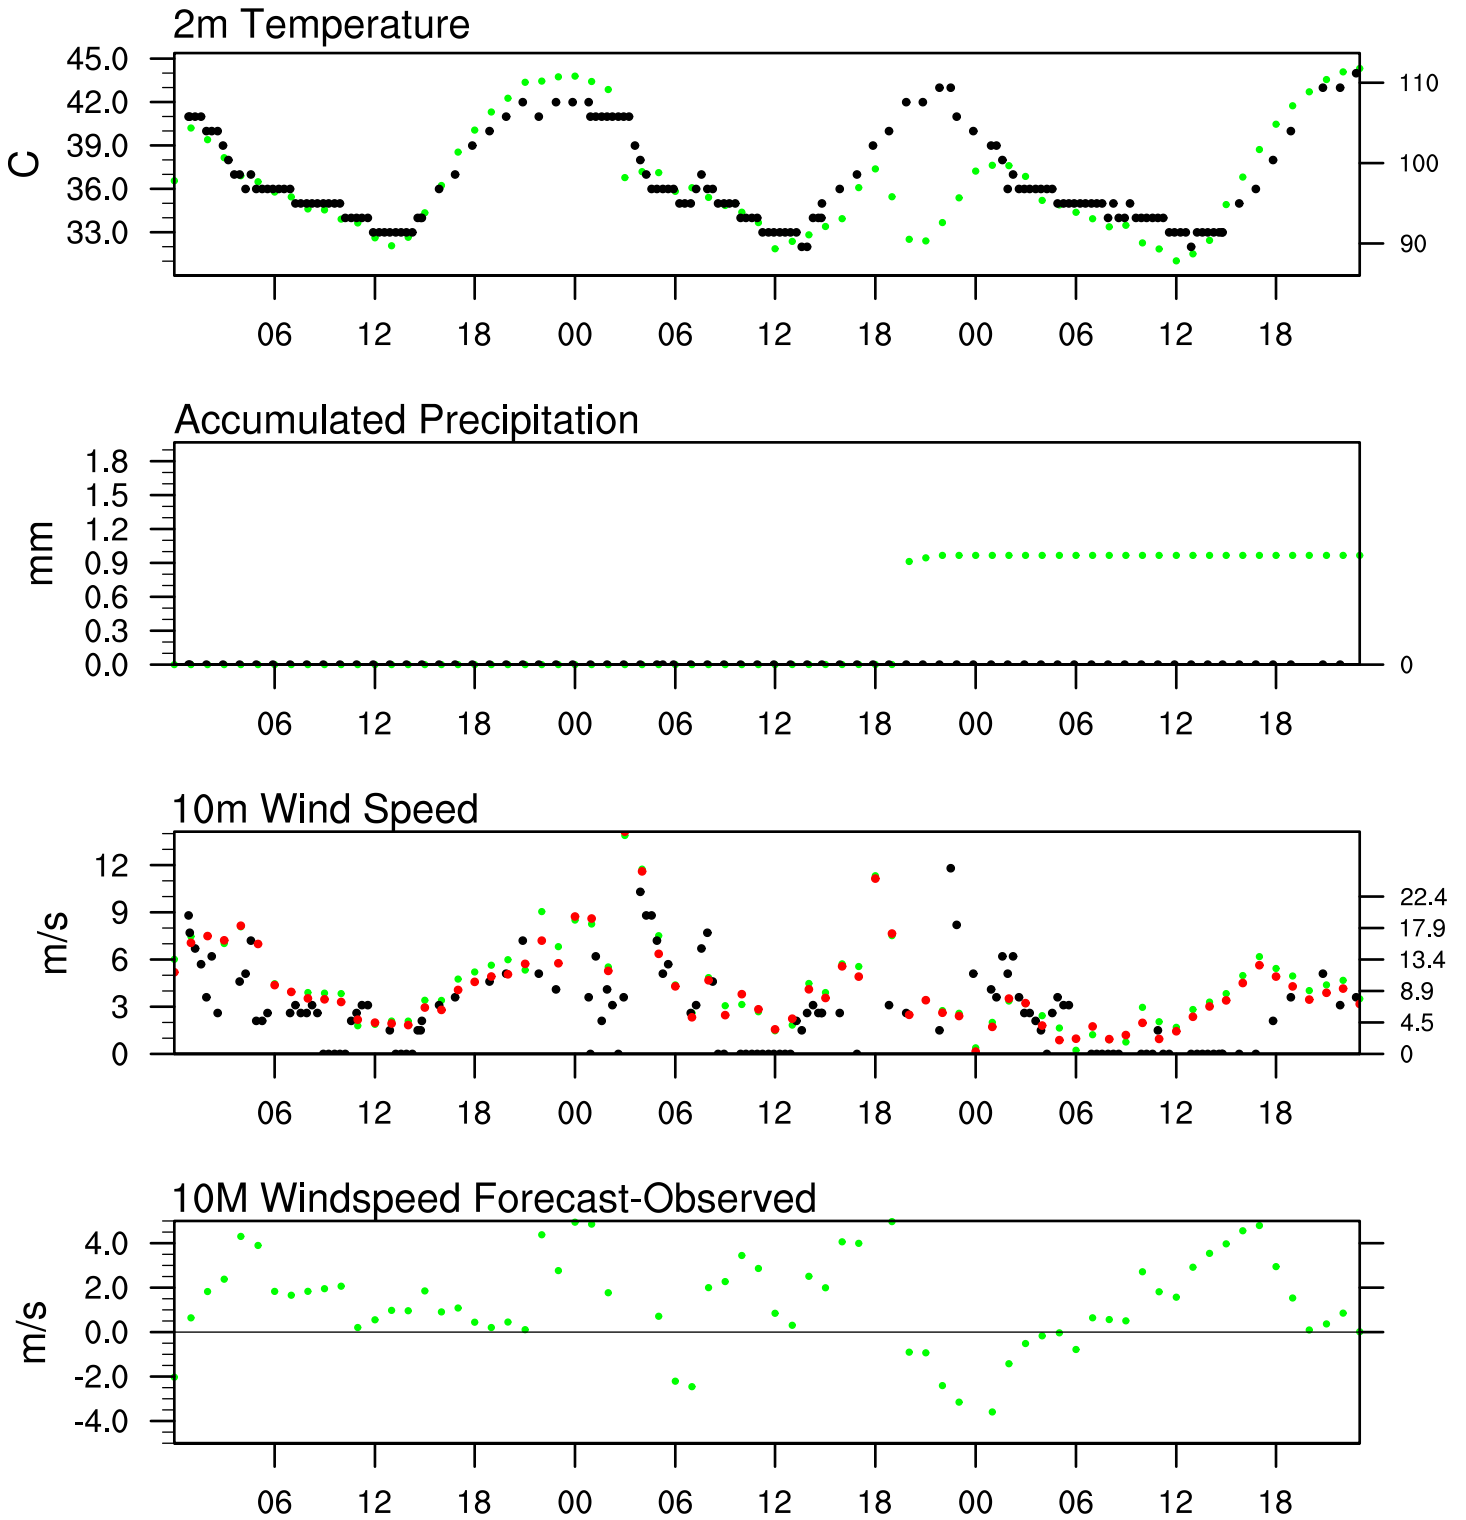 2m Temperature
45.0
42.0
39.0
36.0
33.0
C
110
100
90
06 12 18 00 06 12 18 00 06 12 18
Accumulated Precipitation
1.8
1.5
1.2
0.9
0.6
0.3
0.0
mm
0
06 12 18 00 06 12 18 00 06 12 18
10m Wind Speed
12
9
6
3
0
m/s
22.4
17.9
13.4
8.9
4.5
0
06 12 18 00 06 12 18 00 06 12 18
10M Windspeed Forecast-Observed
4.0
2.0
0.0
-2.0
-4.0
m/s
06 12 18 00 06 12 18 00 06 12 18